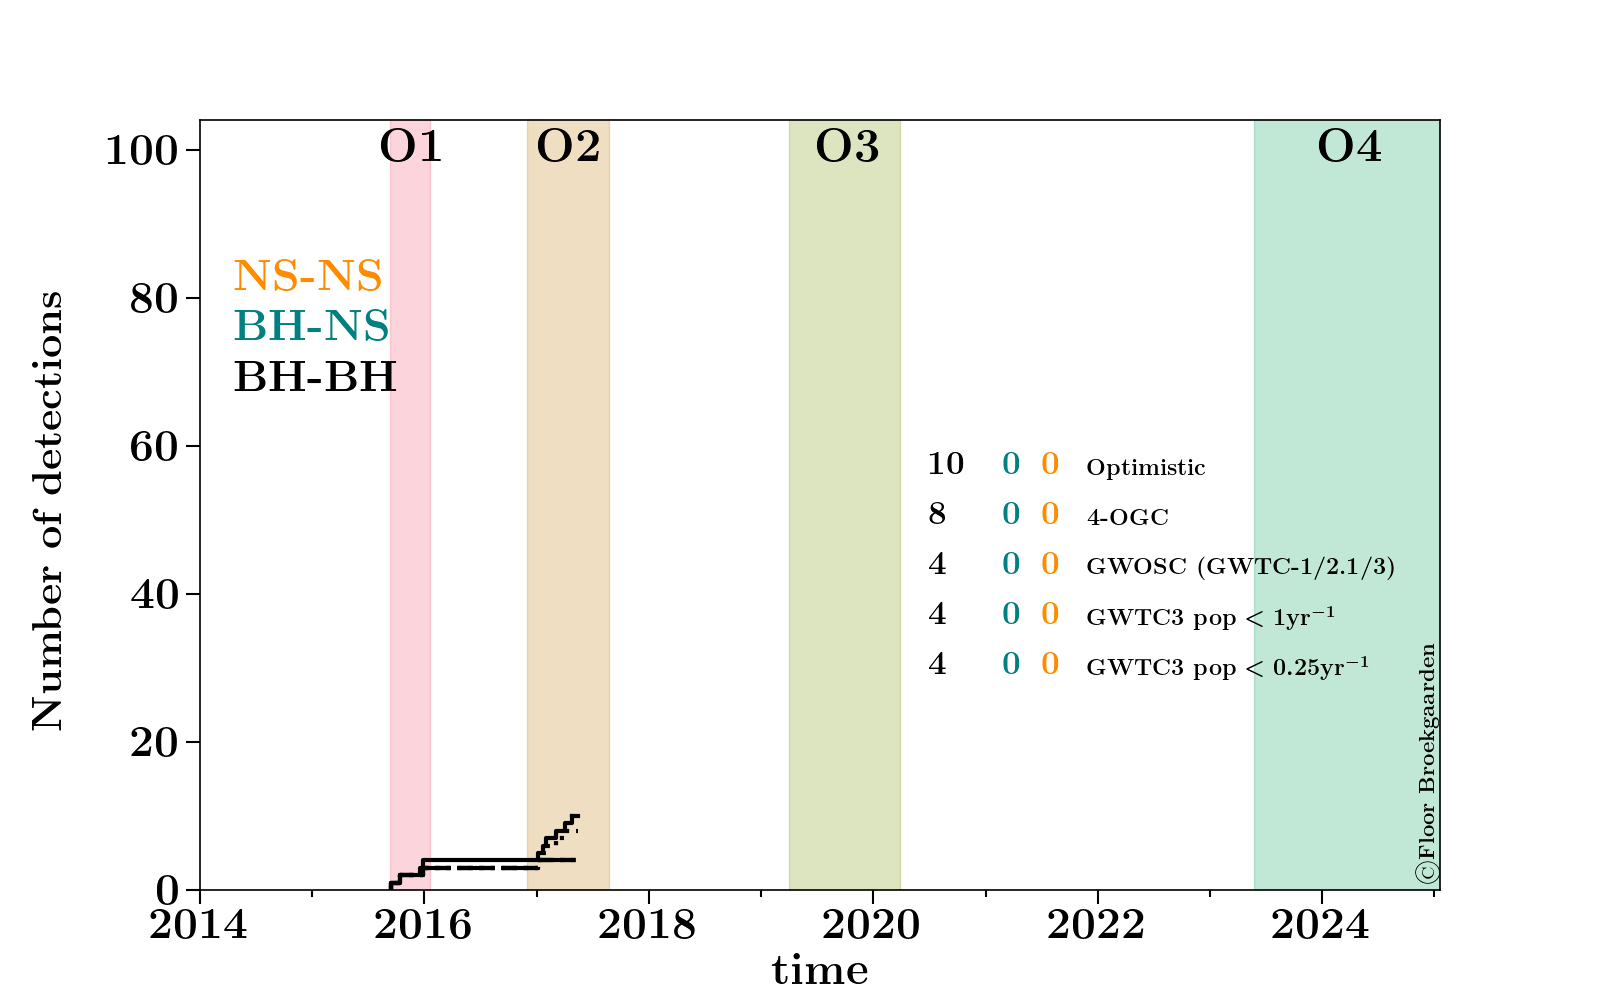 O1 O2 O3 O4
100
80
60
40
20
0
Number of detections
NS-NS
BH-NS
BH-BH
10 0 0 Optimistic
8 0 0 4-OGC
4 0 0 GWOSC (GWTC-1/2.1/3)
4 0 0 GWTC3 pop < 1yr⁻¹
4 0 0 GWTC3 pop < 0.25yr⁻¹
©Floor Broekgaarden
2014 2016 2018 2020 2022 2024
time